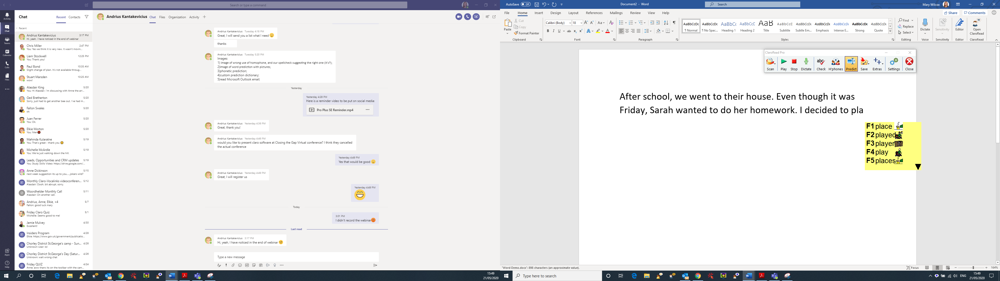 Search or type a command
Activity
Chat
Teams
Calendar
Calls
Files
Apps
Help
Chat
Recent
Contacts
Recent
Andrius Kantakevicius 3:17 PM
Hi, yeah, I have noticed in the end of webinar
Chris Miller 2:47 PM
You: Yes we think it is very new. It wasn't movin...
Liam Stockwell 12:25 PM
You: Thank you!
Paul Bond 10:35 AM
Slight change of plan. it's not available throug...
Stuart Marsden 10:25 AM
wow!
Alasdair King 5/20
You: Hi Alasdair, I'm discussing with Anne the arr...
Ged Bretherton 5/20
Sorry, just had to get another bee out. I've had m...
Fallon Swales 5/20
ok
Juan Ferrer 5/20
You: Ok.
Elkie Morton 5/20
You: Men
Mahinda Kularatne 5/19
You: That's great - thank you
Michelle McArdle 5/19
You: We're just walking down the hill.
Leads, Opportunities and CRM updates 5/19
You: Study Skills Video: https://drive.google.com/...
Anne Dickinson 5/15
next week suggestion its up to you.....jokers wild?
Monthly Claro-Vocalinks videoconferen... 5/12
Alasdair: Oooh, bit abrupt, sorry.
Woordhelder Monthly Call 5/11
Alasdair: On another call.
Andrius, Anne, Elkie, +4 5/7
Fallon: good luck mary
Friday Claro Quiz 5/1
Michelle: Seems good to me!
Jamie Mulvey 4/30
Excellent!
Insiders Program 4/28
Elkie: https://www.gov.uk/government/publicatio...
Chorley District St.George's camp - Sun... 4/26
Unknown User: lol
Chorley District St.George's Day (Satur... 4/26
Unknown: wait wrong chat
Friday QUIZ 4/24
Anne: aww thanx its on the toolbar with the cam...
Andrius Kantakevicius Chat Files Organization Activity
Andrius Kantakevicius Tuesday 4:18 PM
Great, I will send you a list what I need
thanks
Andrius Kantakevicius Tuesday 5:20 PM
Images:
1) image of wrong use of homophone, and our spellcheck suggesting the right one (it's?);
2)image of word prediction with pictures;
3)phonetic prediction;
4)custom prediction dictionary;
5)read Microsoft Outlook email;
Yesterday
Yesterday 4:29 PM
Here is a reminder video to be put on social media:
Pro Plus SE Reminder.mp4
Andrius Kantakevicius Yesterday 4:36 PM
Great, thank you!
Andrius Kantakevicius Yesterday 4:46 PM
would you like to present claro software at Closing the Gap Virtual conference? I think they cancelled
the actual conference
Yesterday 4:49 PM
Yes that would be good
Andrius Kantakevicius Yesterday 4:49 PM
Great, I will register us
Yesterday 4:49 PM
Today
3:01 PM
I didn't record the webinar
Last read
Andrius Kantakevicius 3:17 PM
Hi, yeah, I have noticed in the end of webinar
Type a new message
15:49
21/05/2020
AutoSave Off
Document2 - Word
Search
Mary Wilcox
File Home Insert Design Layout References Mailings Review View Help
Share Comments
Paste
Cut
Copy
Format Painter
Clipboard
Calibri (Body) 18
Font
Paragraph
AaBbCcDc AaBbCcDc AaBbCc AaBbCcE AaB AaBbCcD AaBbCcDc AaBbCcDc AaBbCcDc AaBbCcDc AaBbCcDc
¶ Normal ¶ No Spac... Heading 1 Heading 2 Title Subtitle Subtle Em... Emphasis Intense E... Strong Quote
Styles
Find
Replace
Select
Editing
Dictate
Voice
Sensitivity
Sensitivity
Editor
Editor
Open
ClaroRead
ClaroRead
ClaroRead Pro
Scan Play Stop Dictate Check H'phones Predict Save Extras Settings Close
After school, we went to their house. Even though it was
Friday, Sarah wanted to do her homework. I decided to pla
F1 place
F2 played
F3 player
F4 play
F5 places
"Word Demo.docx": 898 characters (an approximate value).
Focus
164%
Type here to search
ENG
15:49
21/05/2020